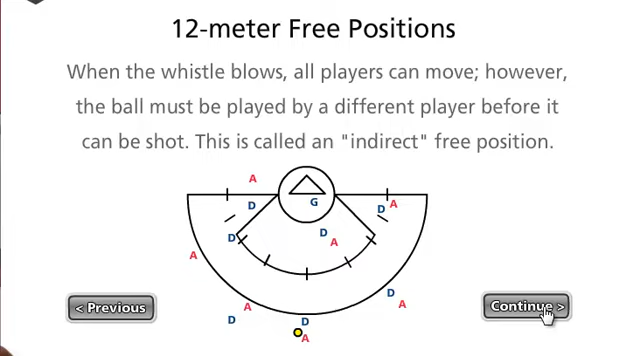 12-meter Free Positions
When the whistle blows, all players can move; however,
the ball must be played by a different player before it
can be shot. This is called an "indirect" free position.
A
D
G
D
A
D
D
A
A
D
A
A
D
D
A
D
A
< Previous
Continue >